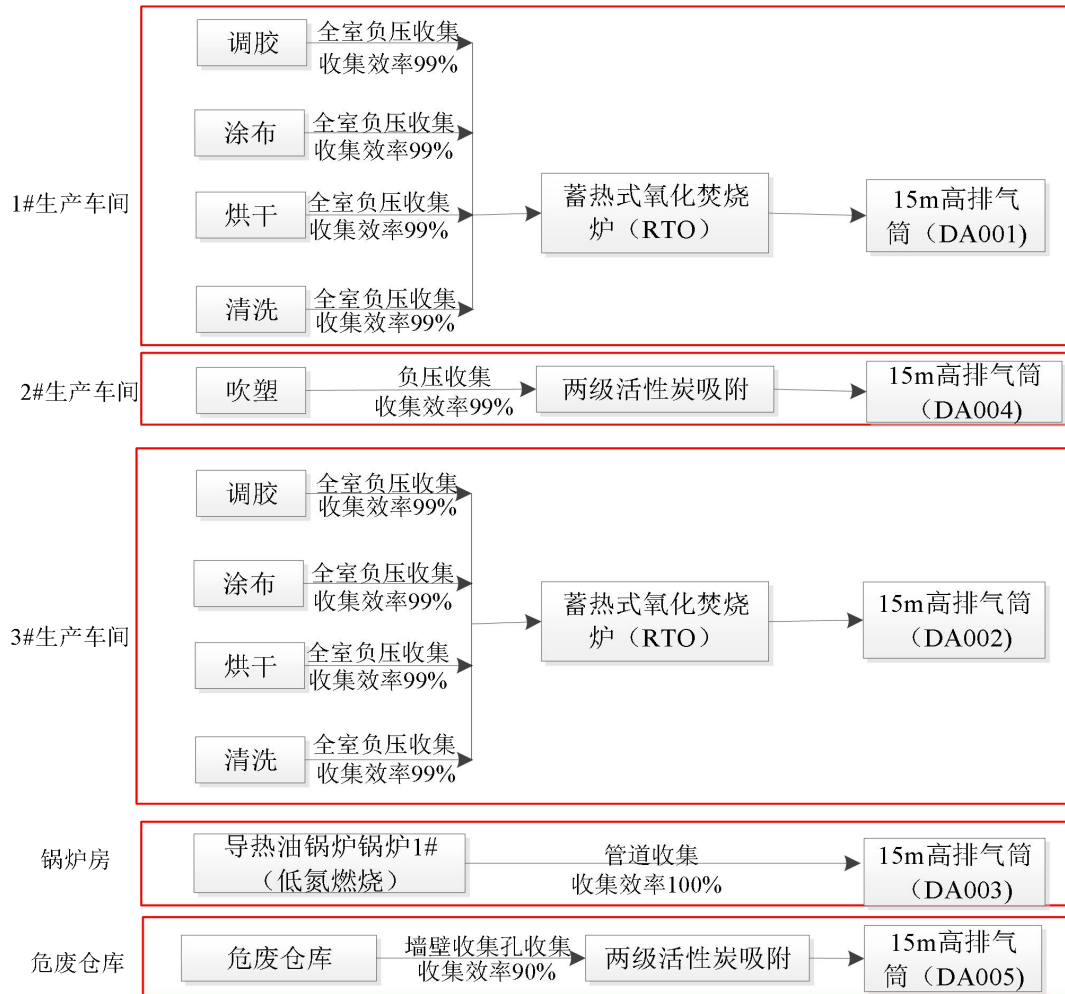 1#生产车间
调胶
全室负压收集
收集效率99%
涂布
全室负压收集
收集效率99%
烘干
全室负压收集
收集效率99%
清洗
全室负压收集
收集效率99%
蓄热式氧化焚烧
炉（RTO）
15m高排气
筒（DA001)
2#生产车间
吹塑
负压收集
收集效率99%
两级活性炭吸附
15m高排气筒
（DA004）
3#生产车间
调胶
全室负压收集
收集效率99%
涂布
全室负压收集
收集效率99%
烘干
全室负压收集
收集效率99%
清洗
全室负压收集
收集效率99%
蓄热式氧化焚烧
炉（RTO）
15m高排气筒
（DA002)
锅炉房
导热油锅炉锅炉1#
（低氮燃烧）
管道收集
收集效率100%
15m高排气筒
（DA003)
危废仓库
危废仓库
墙壁收集孔收集
收集效率90%
两级活性炭吸附
15m高排气
筒（DA005)